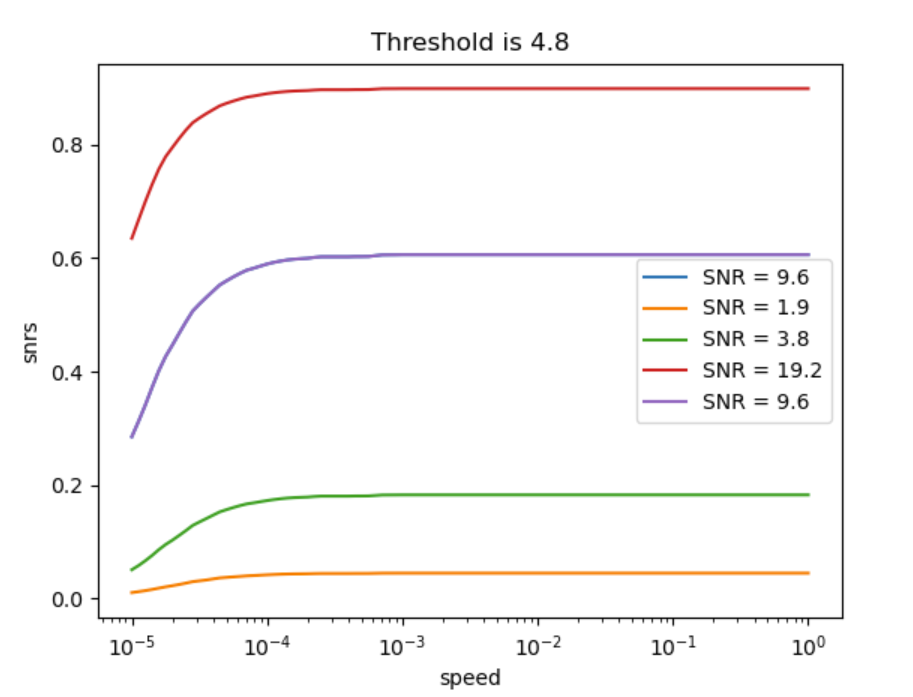 Threshold is 4.8
0.8
0.6
0.4
0.2
0.0
snrs
SNR = 9.6
SNR = 1.9
SNR = 3.8
SNR = 19.2
SNR = 9.6
10⁻⁵ 10⁻⁴ 10⁻³ 10⁻² 10⁻¹ 10⁰
speed